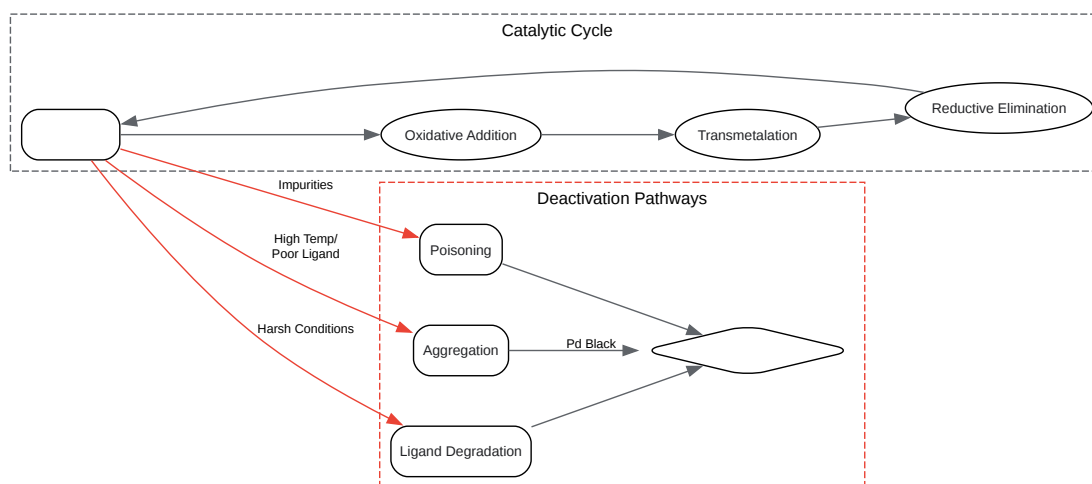 Catalytic Cycle
Oxidative Addition
Transmetalation
Reductive Elimination
Impurities
Deactivation Pathways
High Temp/
Poor Ligand
Poisoning
Harsh Conditions
Aggregation
Pd Black
Ligand Degradation